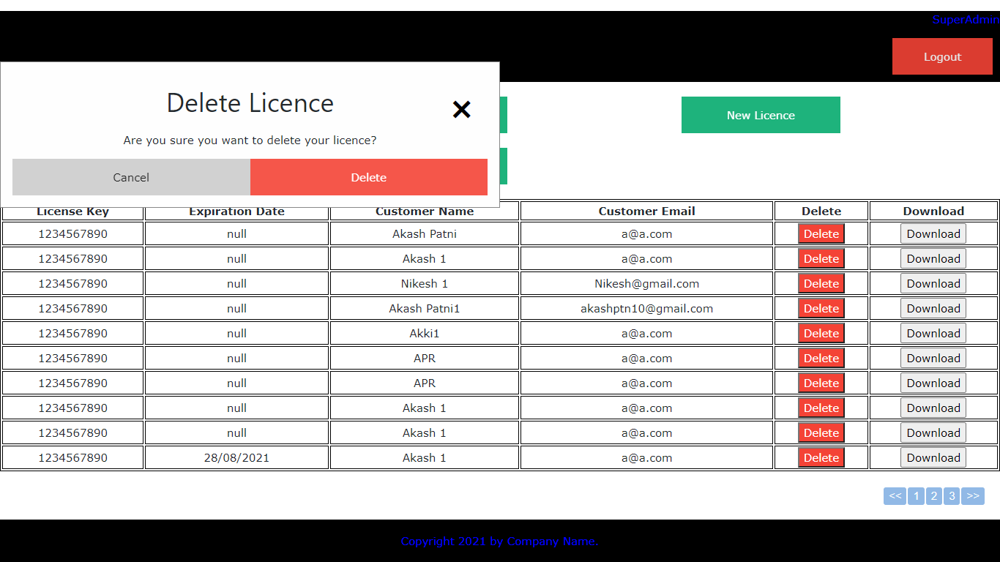 SuperAdmin
Logout
Delete Licence
×
New Licence
Are you sure you want to delete your licence?
Cancel Delete
License Key Expiration Date Customer Name Customer Email Delete Download
1234567890 null Akash Patni a@a.com Delete Download
1234567890 null Akash 1 a@a.com Delete Download
1234567890 null Nikesh 1 Nikesh@gmail.com Delete Download
1234567890 null Akash Patni1 akashptn10@gmail.com Delete Download
1234567890 null Akki1 a@a.com Delete Download
1234567890 null APR a@a.com Delete Download
1234567890 null APR a@a.com Delete Download
1234567890 null Akash 1 a@a.com Delete Download
1234567890 null Akash 1 a@a.com Delete Download
1234567890 28/08/2021 Akash 1 a@a.com Delete Download
<< 1 2 3 >>
Copyright 2021 by Company Name.